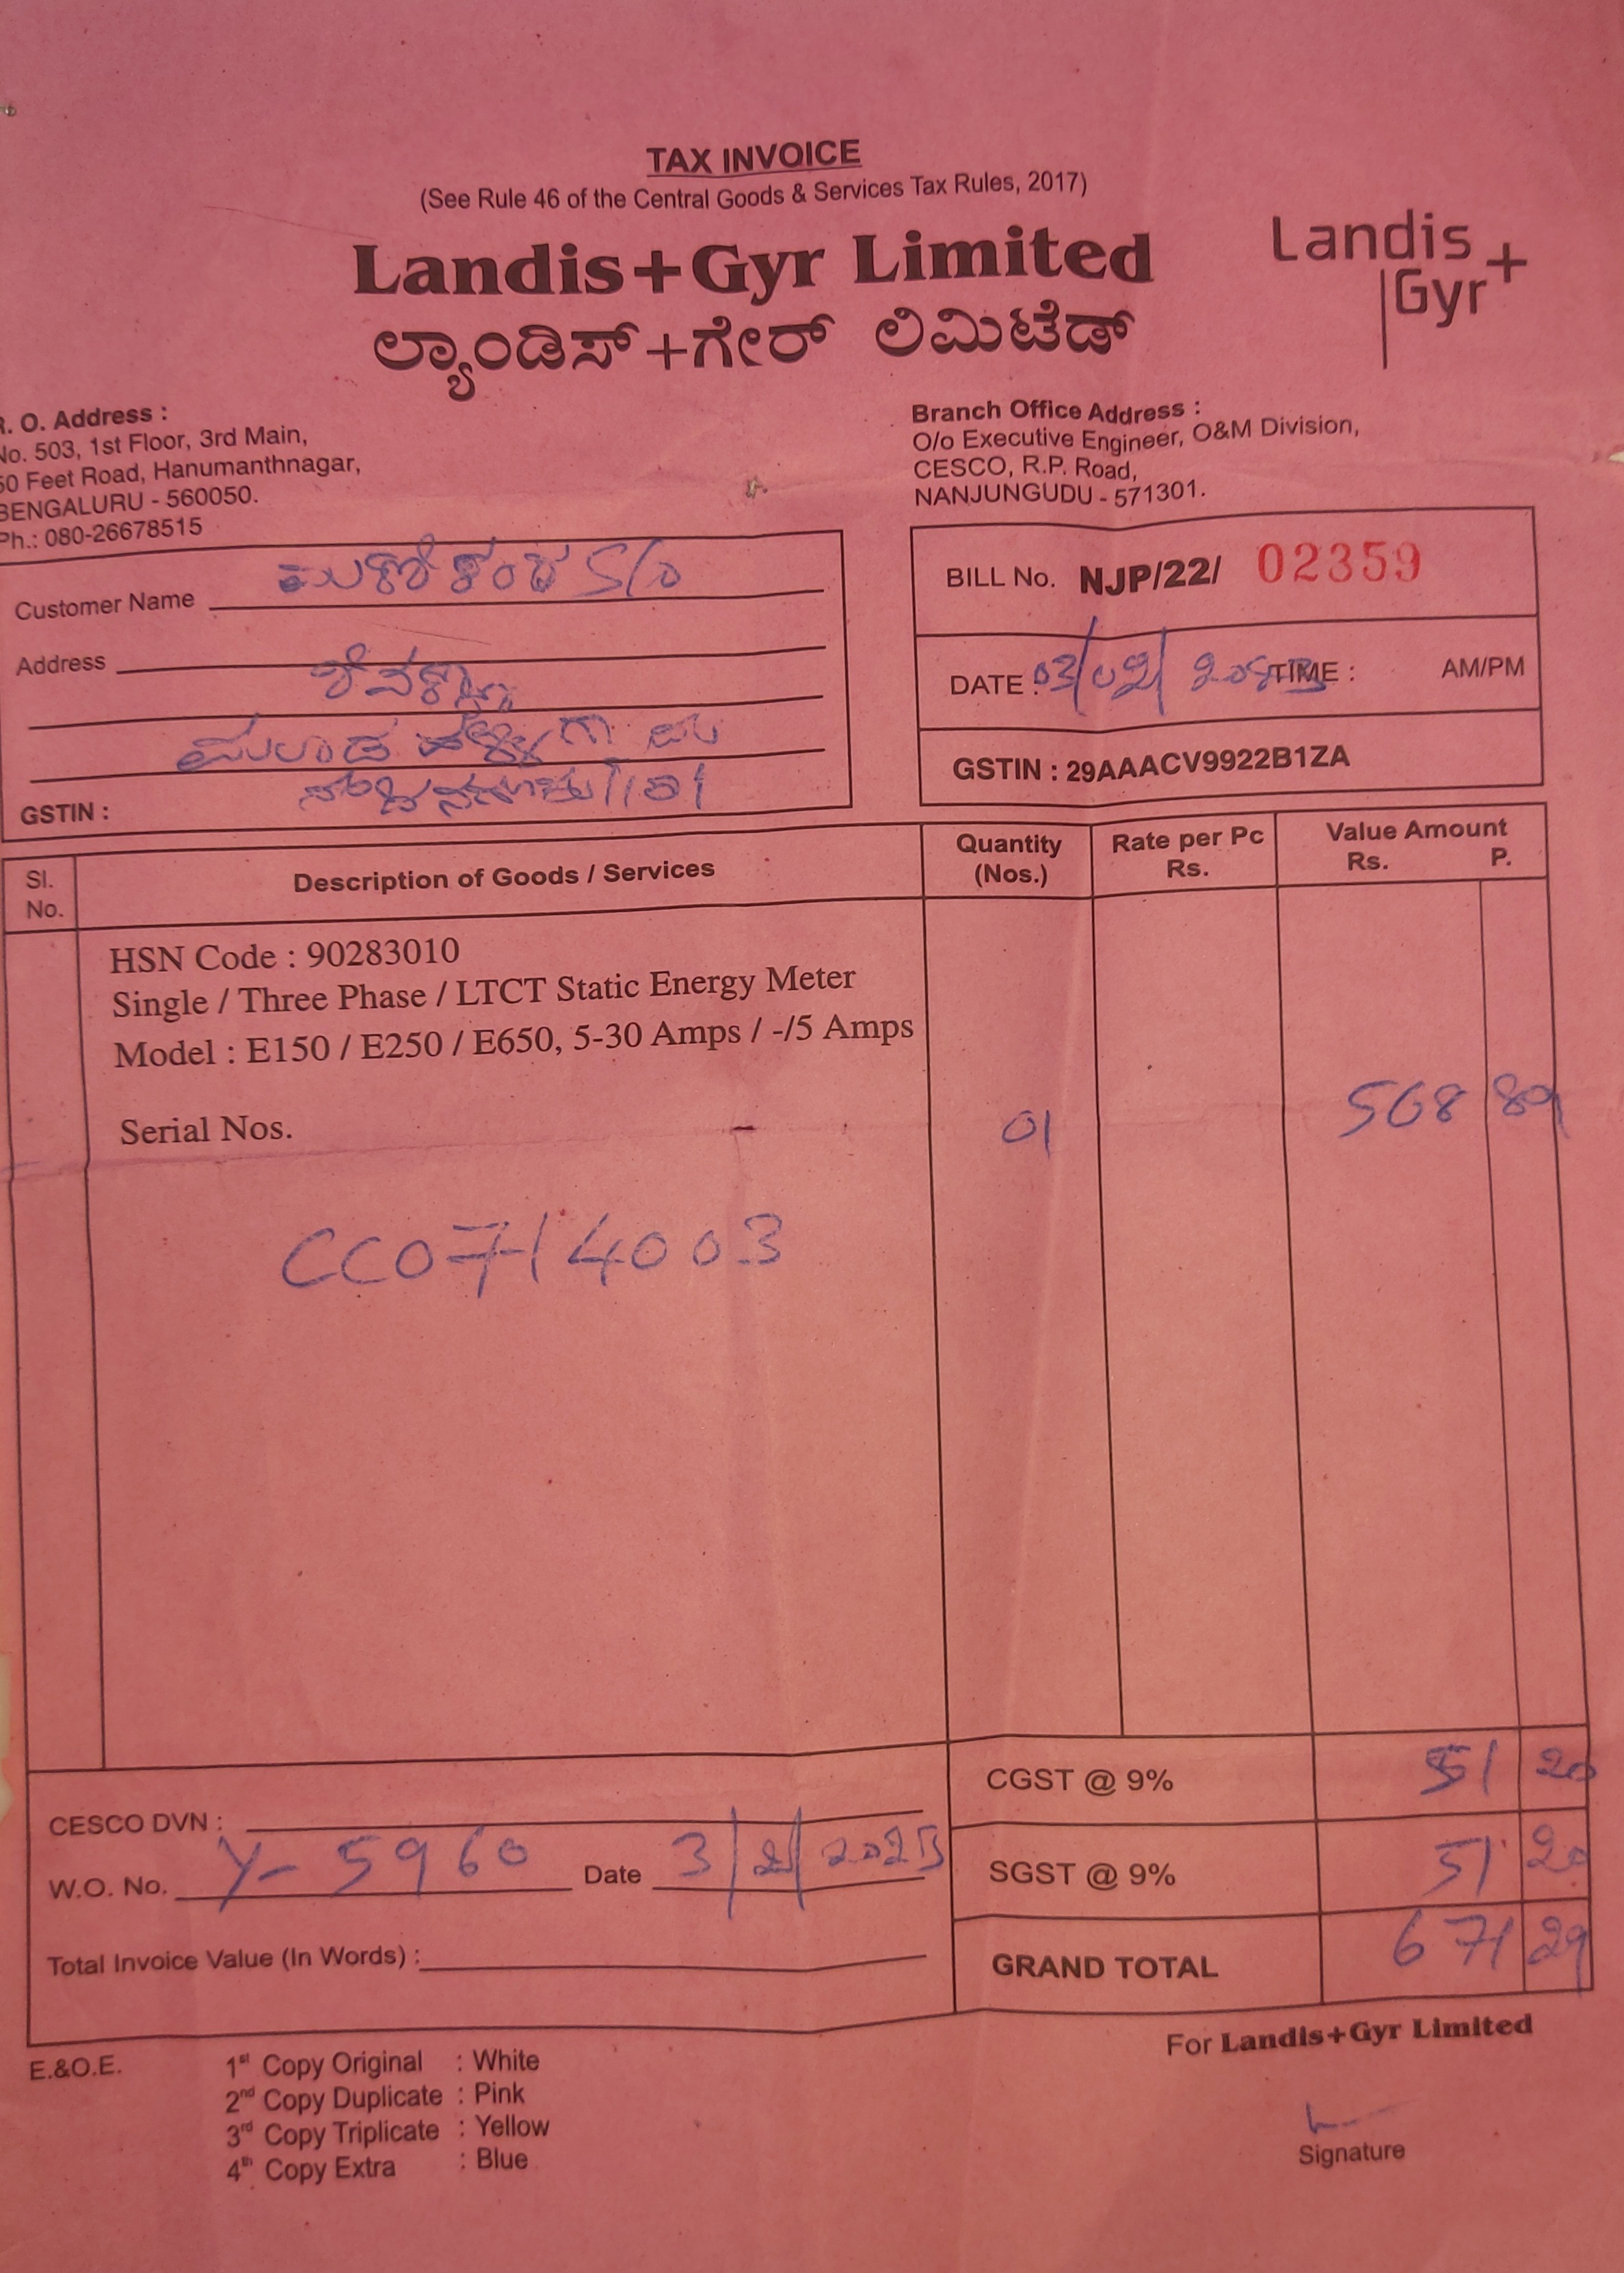 TAX INVOICE
(See Rule 46 of the Central Goods & Services Tax Rules, 2017)
Landis+Gyr Limited
ಲ್ಯಾಂಡಿಸ್+ಗೇರ್ ಲಿಮಿಟೆಡ್
Landis
Gyr+
R. O. Address :
No. 503, 1st Floor, 3rd Main,
50 Feet Road, Hanumanthnagar,
BENGALURU - 560050.
Ph.: 080-26678515
Branch Office Address :
O/o Executive Engineer, O&M Division,
CESCO, R.P. Road,
NANJUNGUDU - 571301.
Customer Name S/o
Address
GSTIN :
BILL No. NJP/22/ 02359
DATE : 03/02/2023 TIME : AM/PM
GSTIN : 29AAACV9922B1ZA
Sl. No. Description of Goods / Services Quantity (Nos.) Rate per Pc Rs. Value Amount Rs. P.
HSN Code : 90283010
Single / Three Phase / LTCT Static Energy Meter
Model : E150 / E250 / E650, 5-30 Amps / -/5 Amps
Serial Nos. 01 568 89
CC0714003
CGST @ 9% 51 20
SGST @ 9% 51 20
GRAND TOTAL 671 29
CESCO DVN :
W.O. No. Y- 5960 Date 3/2/2023
Total Invoice Value (In Words) :
E.&O.E.
1st Copy Original : White
2nd Copy Duplicate : Pink
3rd Copy Triplicate : Yellow
4th Copy Extra : Blue
For Landis+Gyr Limited
Signature